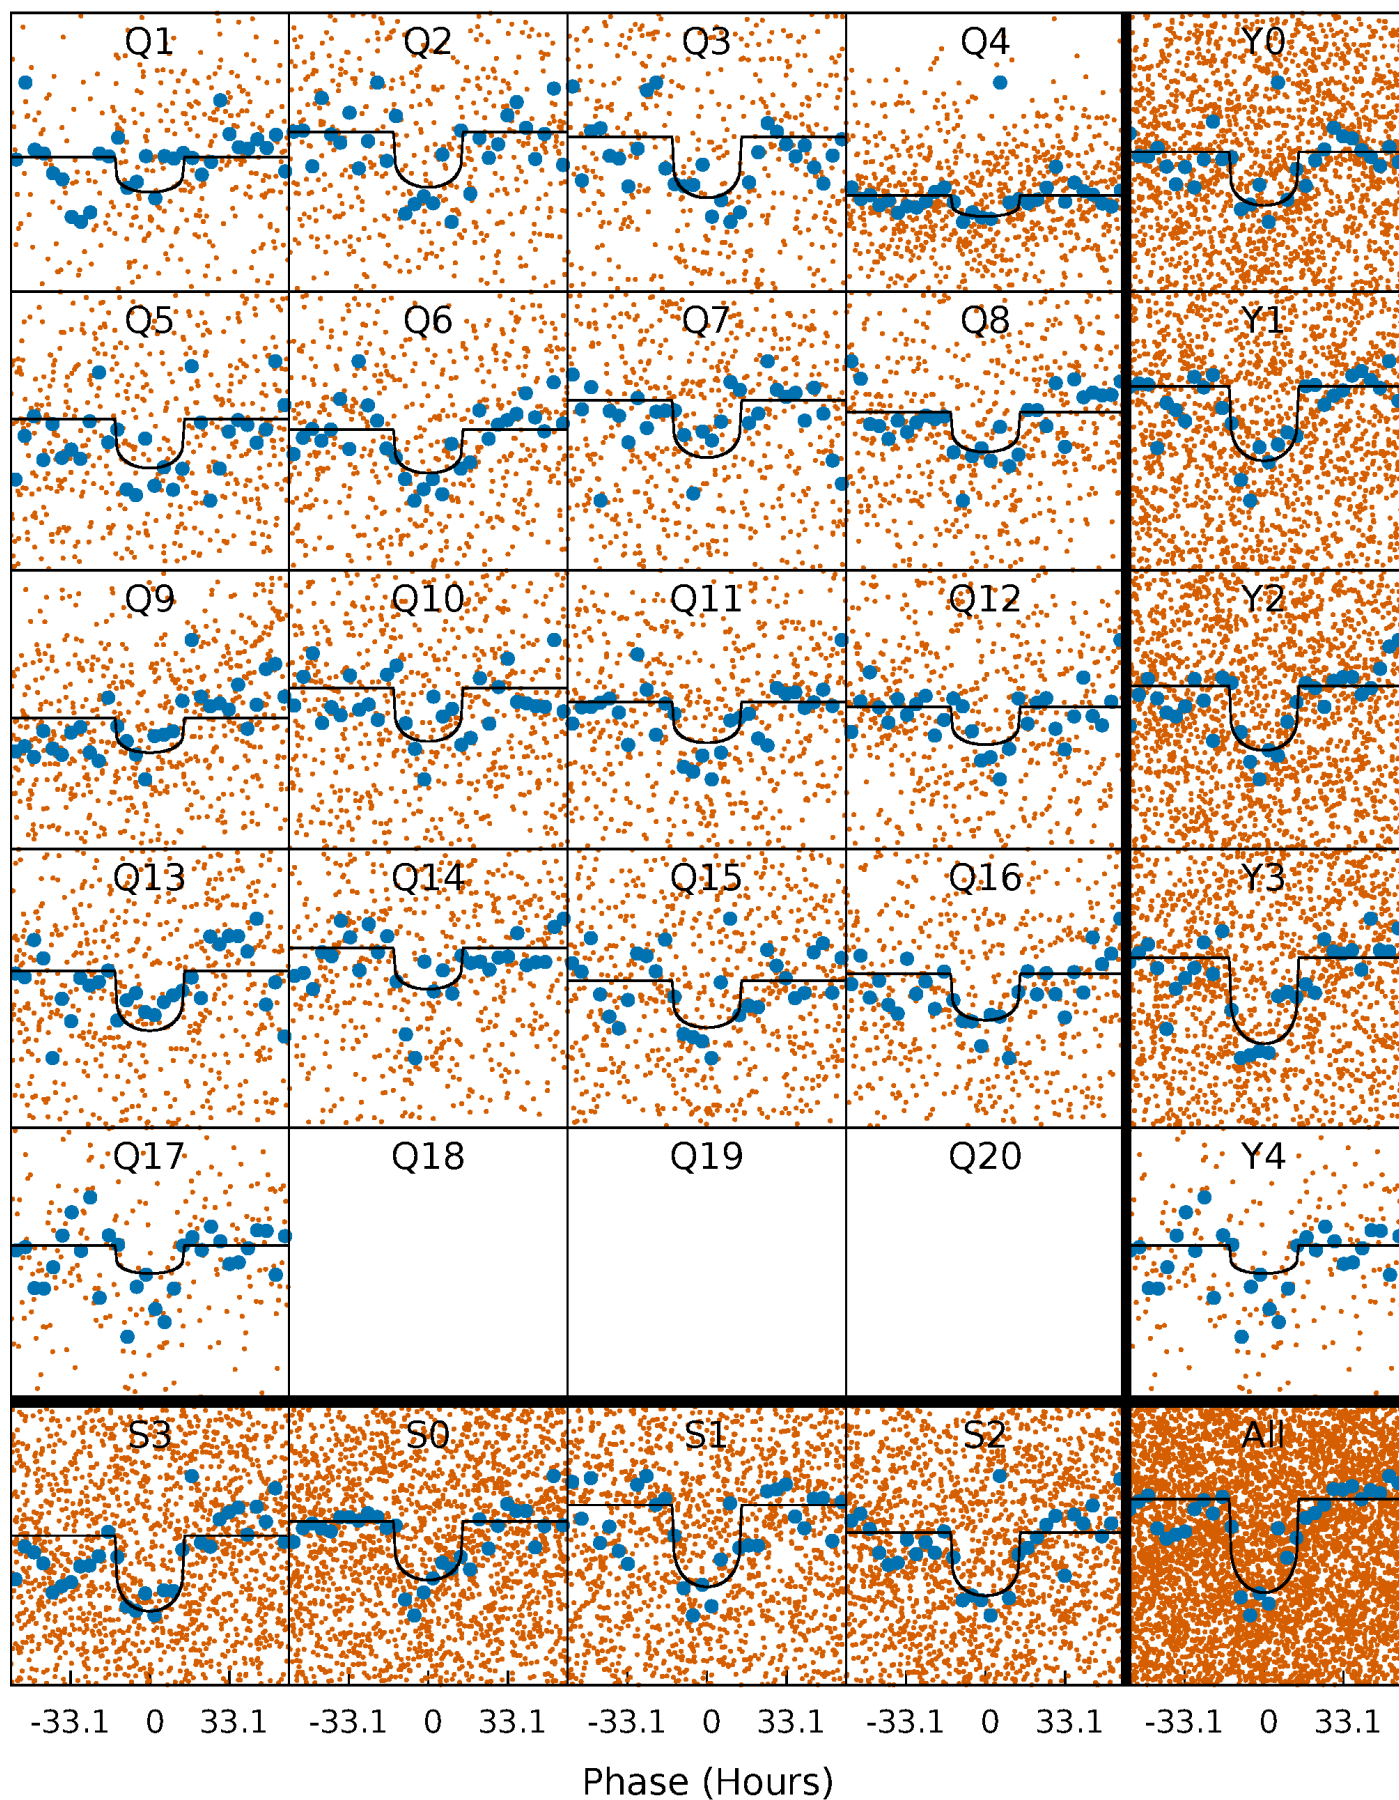 Q1 Q2 Q3 Q4 Y0
Q5 Q6 Q7 Q8 Y1
Q9 Q10 Q11 Q12 Y2
Q13 Q14 Q15 Q16 Y3
Q17 Q18 Q19 Q20 Y4
S3 S0 S1 S2 All
-33.1 0 33.1 -33.1 0 33.1 -33.1 0 33.1 -33.1 0 33.1 -33.1 0 33.1
Phase (Hours)